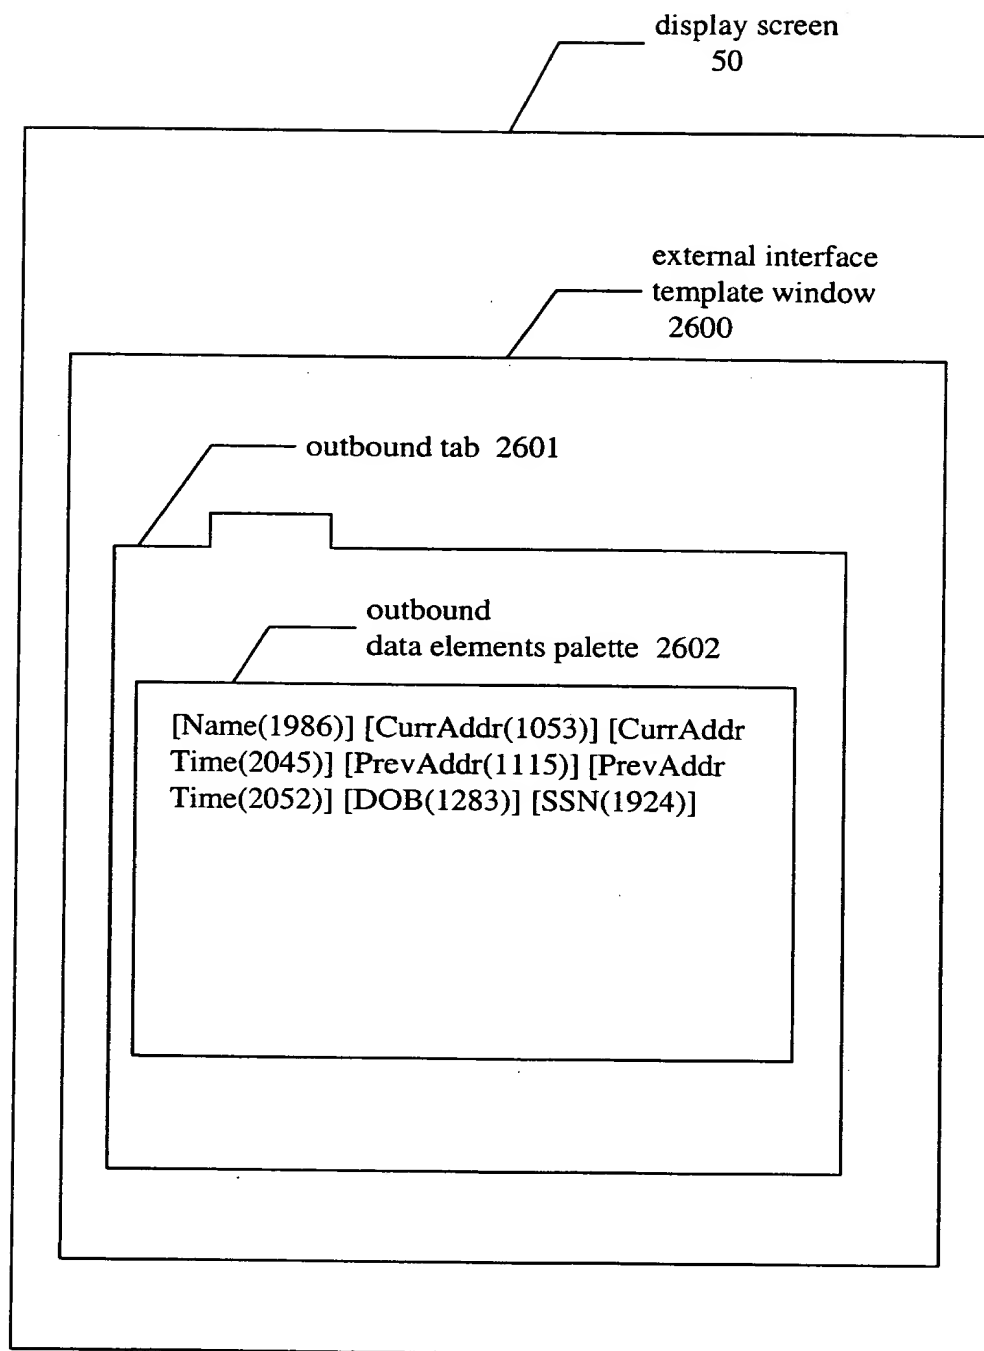 display screen
50
external interface
template window
2600
outbound tab 2601
outbound
data elements palette 2602
[Name(1986)] [CurrAddr(1053)] [CurrAddr
Time(2045)] [PrevAddr(1115)] [PrevAddr
Time(2052)] [DOB(1283)] [SSN(1924)]